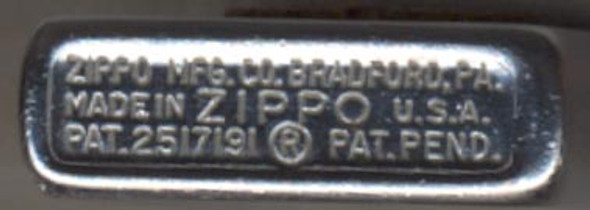 ZIPPO MFG. CO. BRADFORD, PA.
MADE IN ZIPPO U.S.A.
PAT. 2517191 ® PAT. PEND.